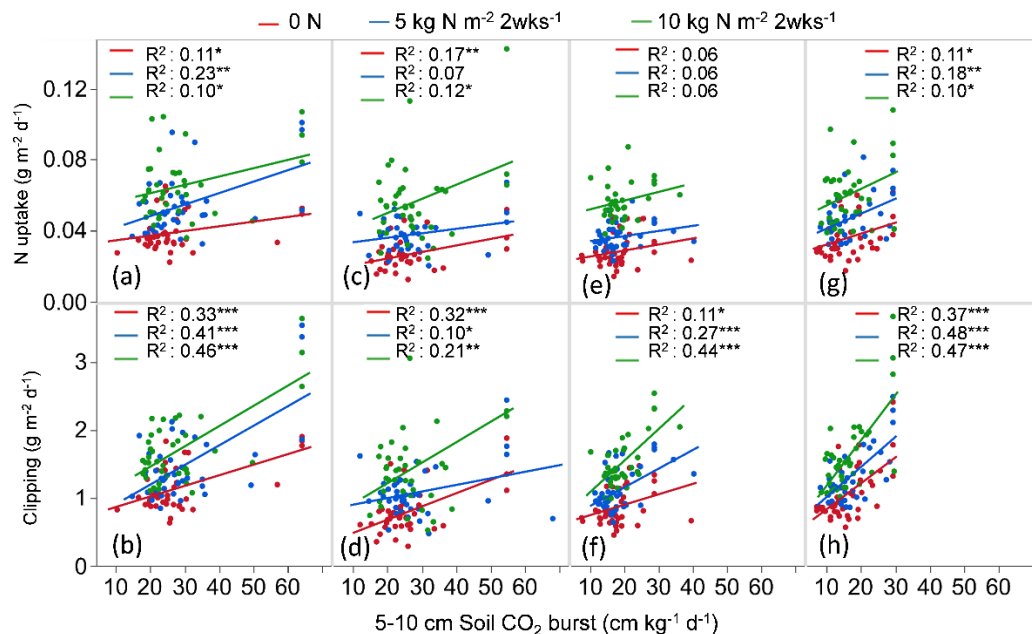 0 N 5 kg N m⁻² 2wks⁻¹ 10 kg N m⁻² 2wks⁻¹
N uptake (g m⁻² d⁻¹)
0.12
0.08
0.04
0.00
R² : 0.11*
R² : 0.23**
R² : 0.10*
(a)
R² : 0.17**
R² : 0.07
R² : 0.12*
(c)
R² : 0.06
R² : 0.06
R² : 0.06
(e)
R² : 0.11*
R² : 0.18**
R² : 0.10*
(g)
Clipping (g m⁻² d⁻¹)
3
2
1
0
R² : 0.33***
R² : 0.41***
R² : 0.46***
(b)
R² : 0.32***
R² : 0.10*
R² : 0.21**
(d)
R² : 0.11*
R² : 0.27***
R² : 0.44***
(f)
R² : 0.37***
R² : 0.48***
R² : 0.47***
(h)
10 20 30 40 50 60 10 20 30 40 50 60 10 20 30 40 50 60 10 20 30 40 50 60
5-10 cm Soil CO₂ burst (cm kg⁻¹ d⁻¹)